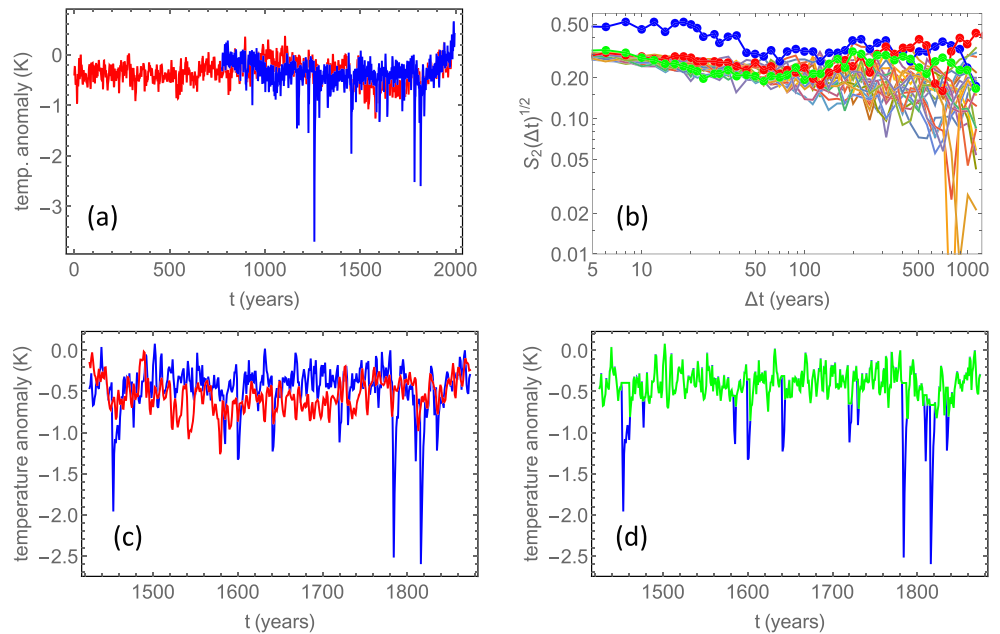 temp. anomaly (K)
0
−1
−2
−3
(a)
0 500 1000 1500 2000
t (years)
S₂(Δt)^1/2
0.50
0.20
0.10
0.05
0.02
0.01
(b)
5 10 50 100 500 1000
Δt (years)
temperature anomaly (K)
0.0
−0.5
−1.0
−1.5
−2.0
−2.5
(c)
1500 1600 1700 1800
t (years)
temperature anomaly (K)
0.0
−0.5
−1.0
−1.5
−2.0
−2.5
(d)
1500 1600 1700 1800
t (years)